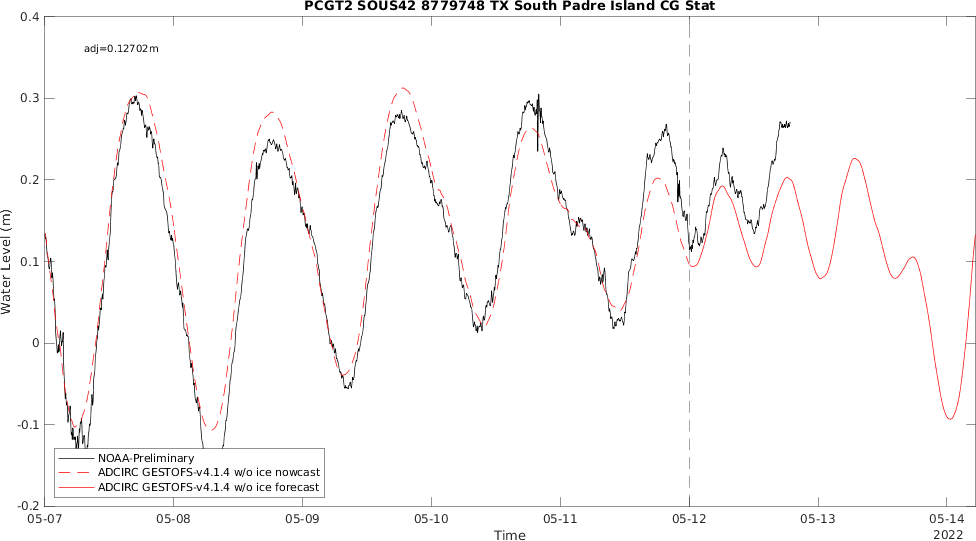 PCGT2 SOUS42 8779748 TX South Padre Island CG Stat
0.4
adj=0.12702m
0.3
0.2
Water Level (m)
0.1
0
-0.1
NOAA-Preliminary
ADCIRC GESTOFS-v4.1.4 w/o ice nowcast
ADCIRC GESTOFS-v4.1.4 w/o ice forecast
-0.2
05-07 05-08 05-09 05-10 05-11 05-12 05-13 05-14
Time 2022